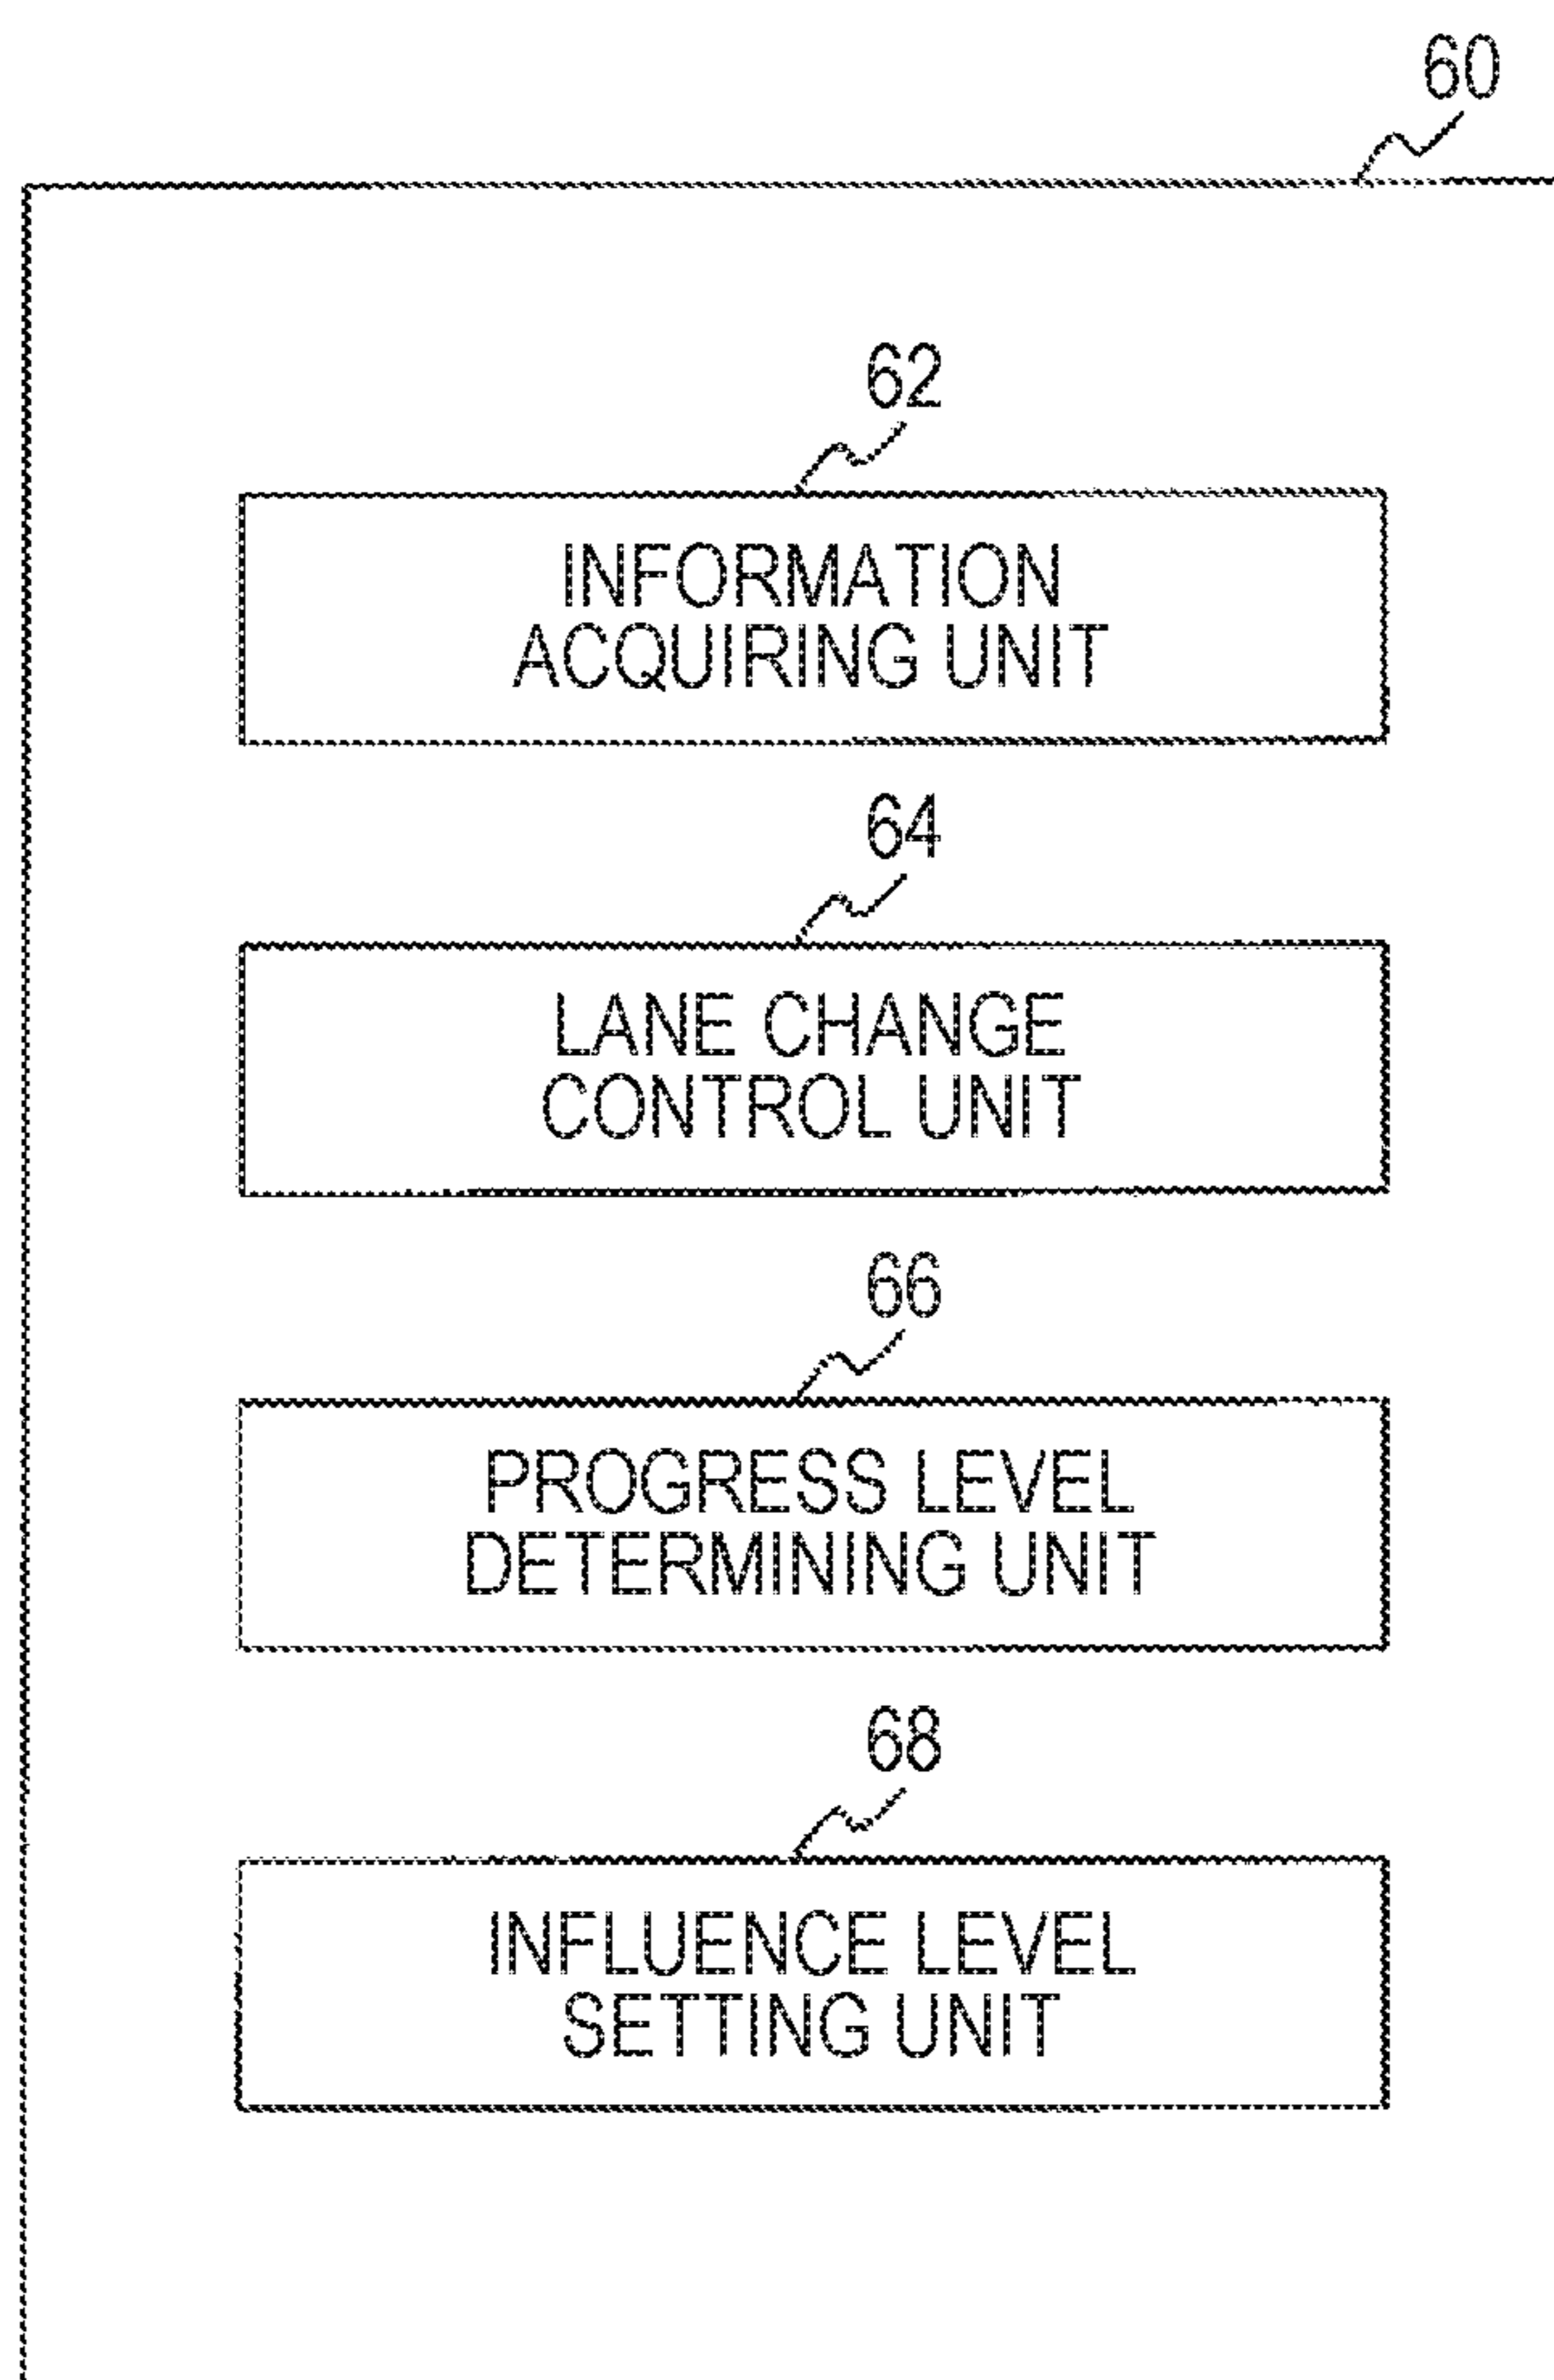 60
62
INFORMATION
ACQUIRING UNIT
64
LANE CHANGE
CONTROL UNIT
66
PROGRESS LEVEL
DETERMINING UNIT
68
INFLUENCE LEVEL
SETTING UNIT